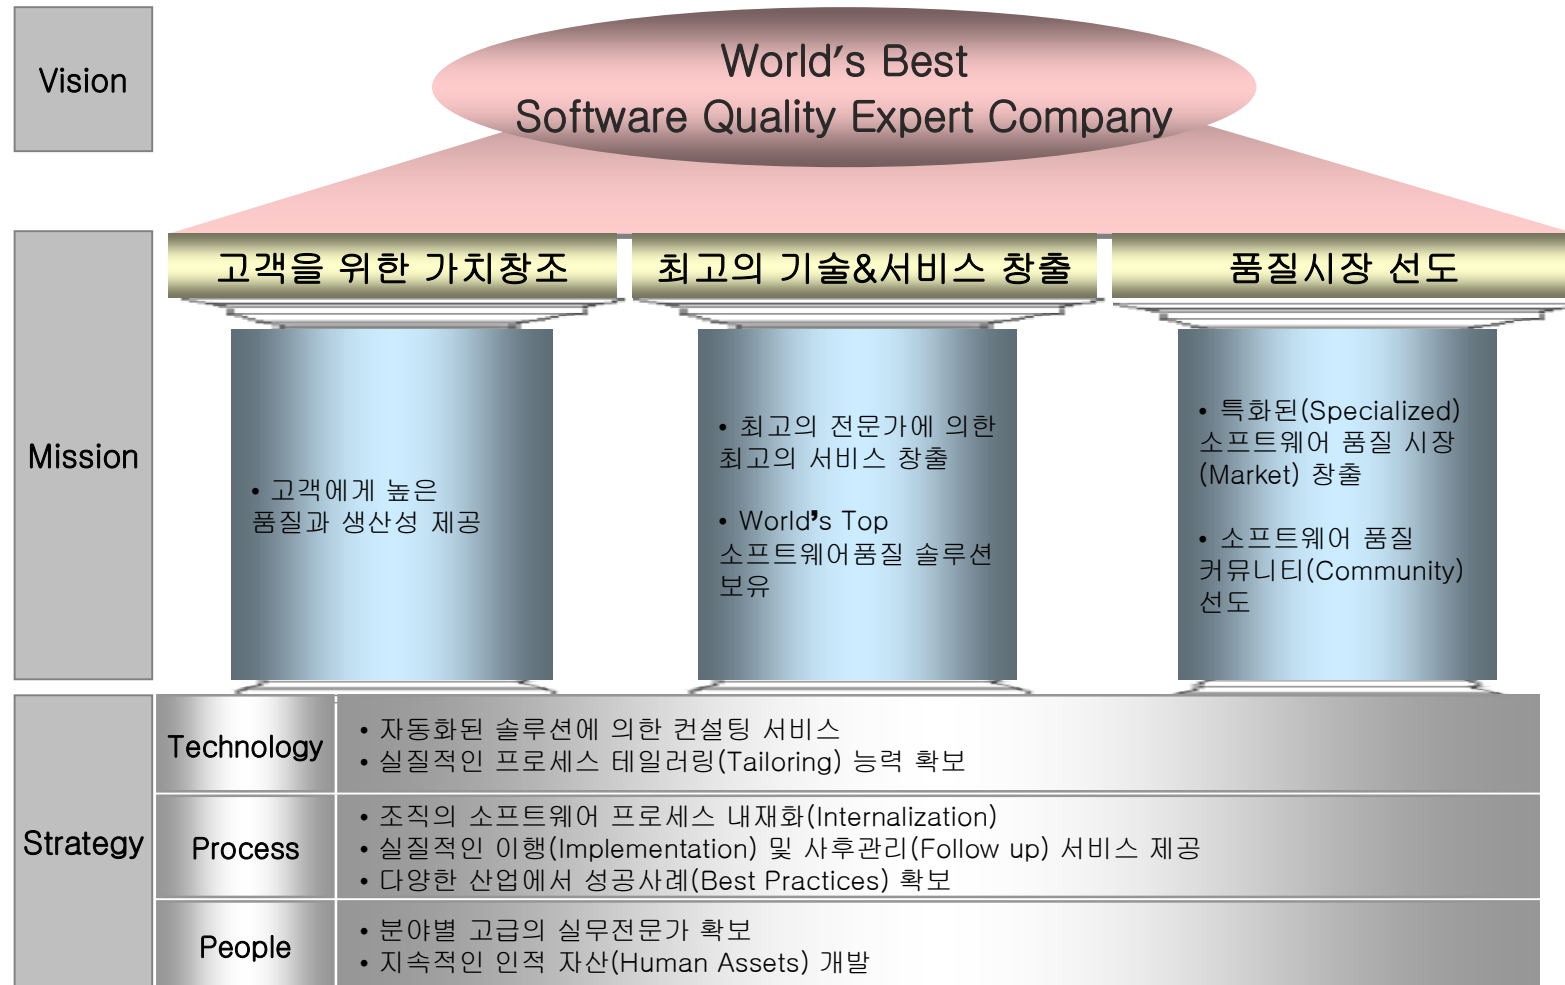 Vision
World's Best
Software Quality Expert Company
Mission
고객을 위한 가치창조
최고의 기술&서비스 창출
품질시장 선도
• 고객에게 높은
품질과 생산성 제공
• 최고의 전문가에 의한
최고의 서비스 창출
• World's Top
소프트웨어품질 솔루션
보유
• 특화된(Specialized)
소프트웨어 품질 시장
(Market) 창출
• 소프트웨어 품질
커뮤니티(Community)
선도
Strategy
Technology
• 자동화된 솔루션에 의한 컨설팅 서비스
• 실질적인 프로세스 테일러링(Tailoring) 능력 확보
Process
• 조직의 소프트웨어 프로세스 내재화(Internalization)
• 실질적인 이행(Implementation) 및 사후관리(Follow up) 서비스 제공
• 다양한 산업에서 성공사례(Best Practices) 확보
People
• 분야별 고급의 실무전문가 확보
• 지속적인 인적 자산(Human Assets) 개발